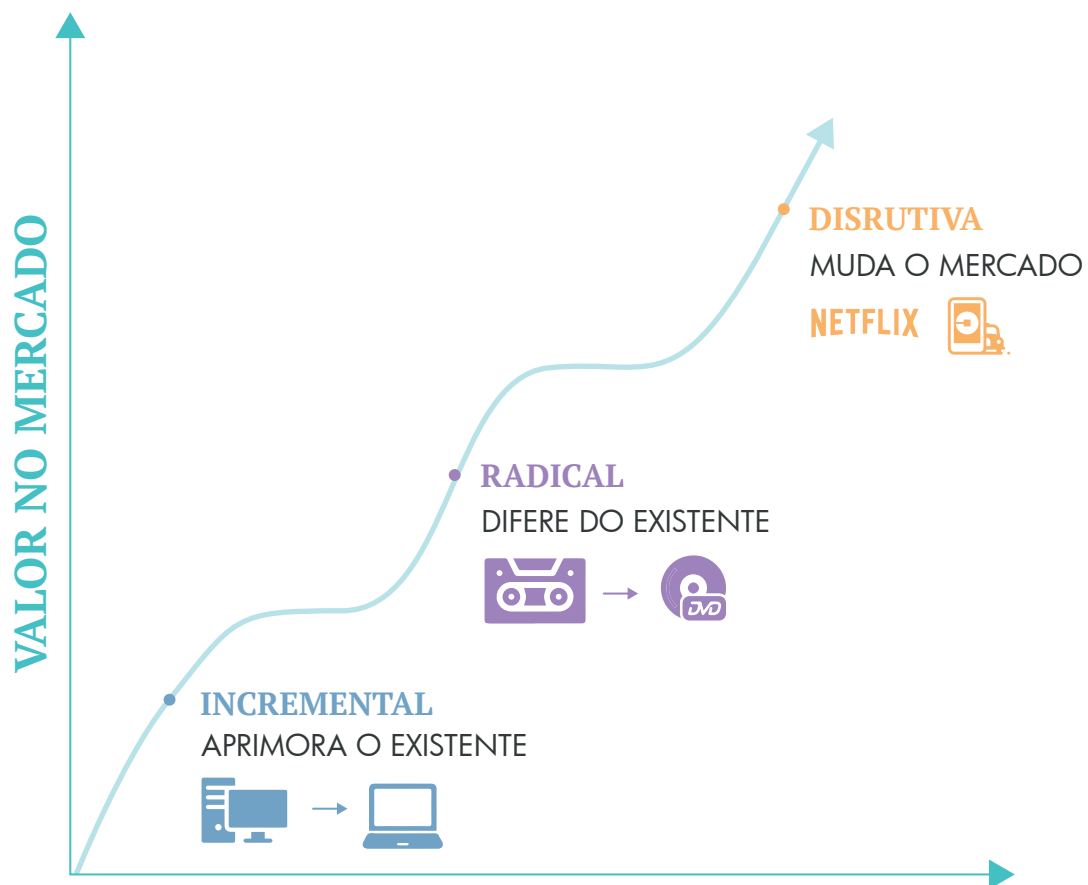 VALOR NO MERCADO
DISRUTIVA
MUDA O MERCADO
NETFLIX
RADICAL
DIFERE DO EXISTENTE
DVD
INCREMENTAL
APRIMORA O EXISTENTE